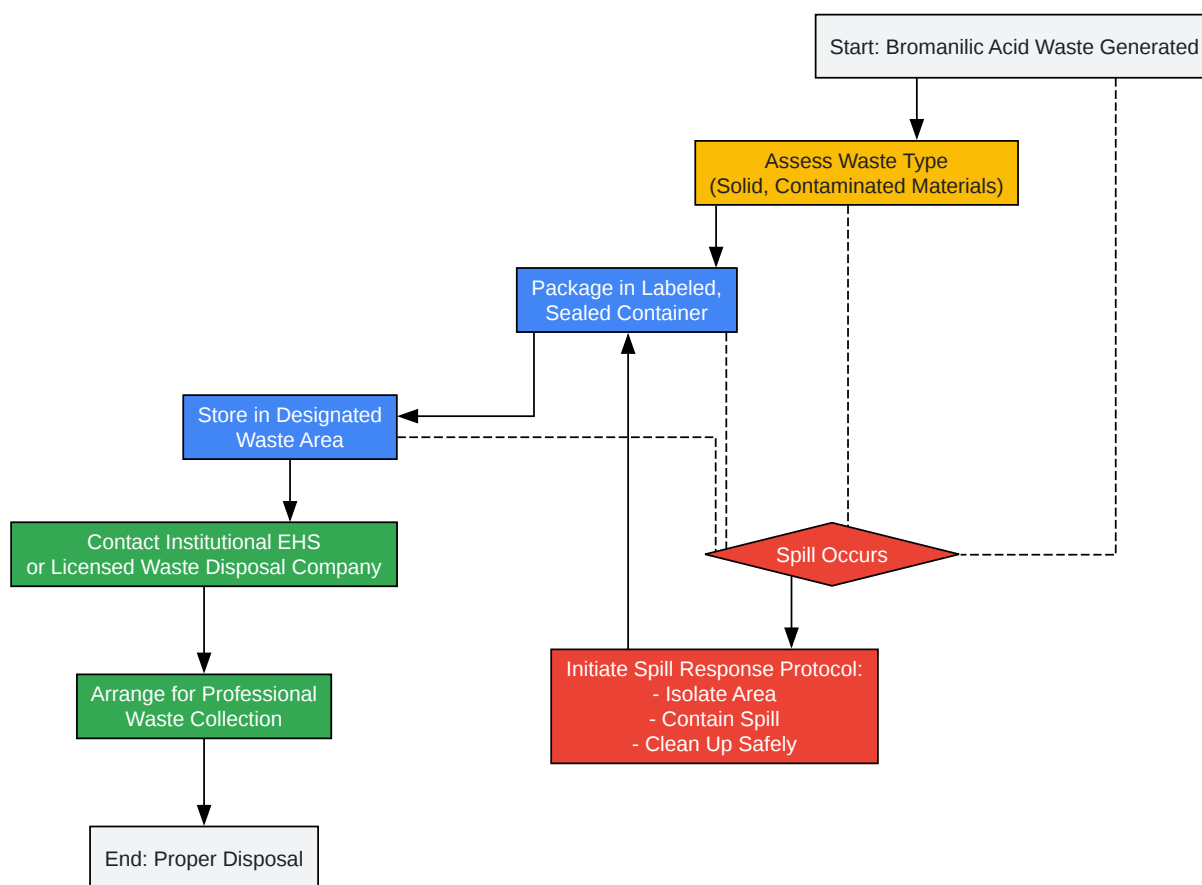 Start: Bromanilic Acid Waste Generated
Assess Waste Type
(Solid, Contaminated Materials)
Package in Labeled,
Sealed Container
Store in Designated
Waste Area
Contact Institutional EHS
or Licensed Waste Disposal Company
Spill Occurs
Initiate Spill Response Protocol:
- Isolate Area
- Contain Spill
- Clean Up Safely
Arrange for Professional
Waste Collection
End: Proper Disposal